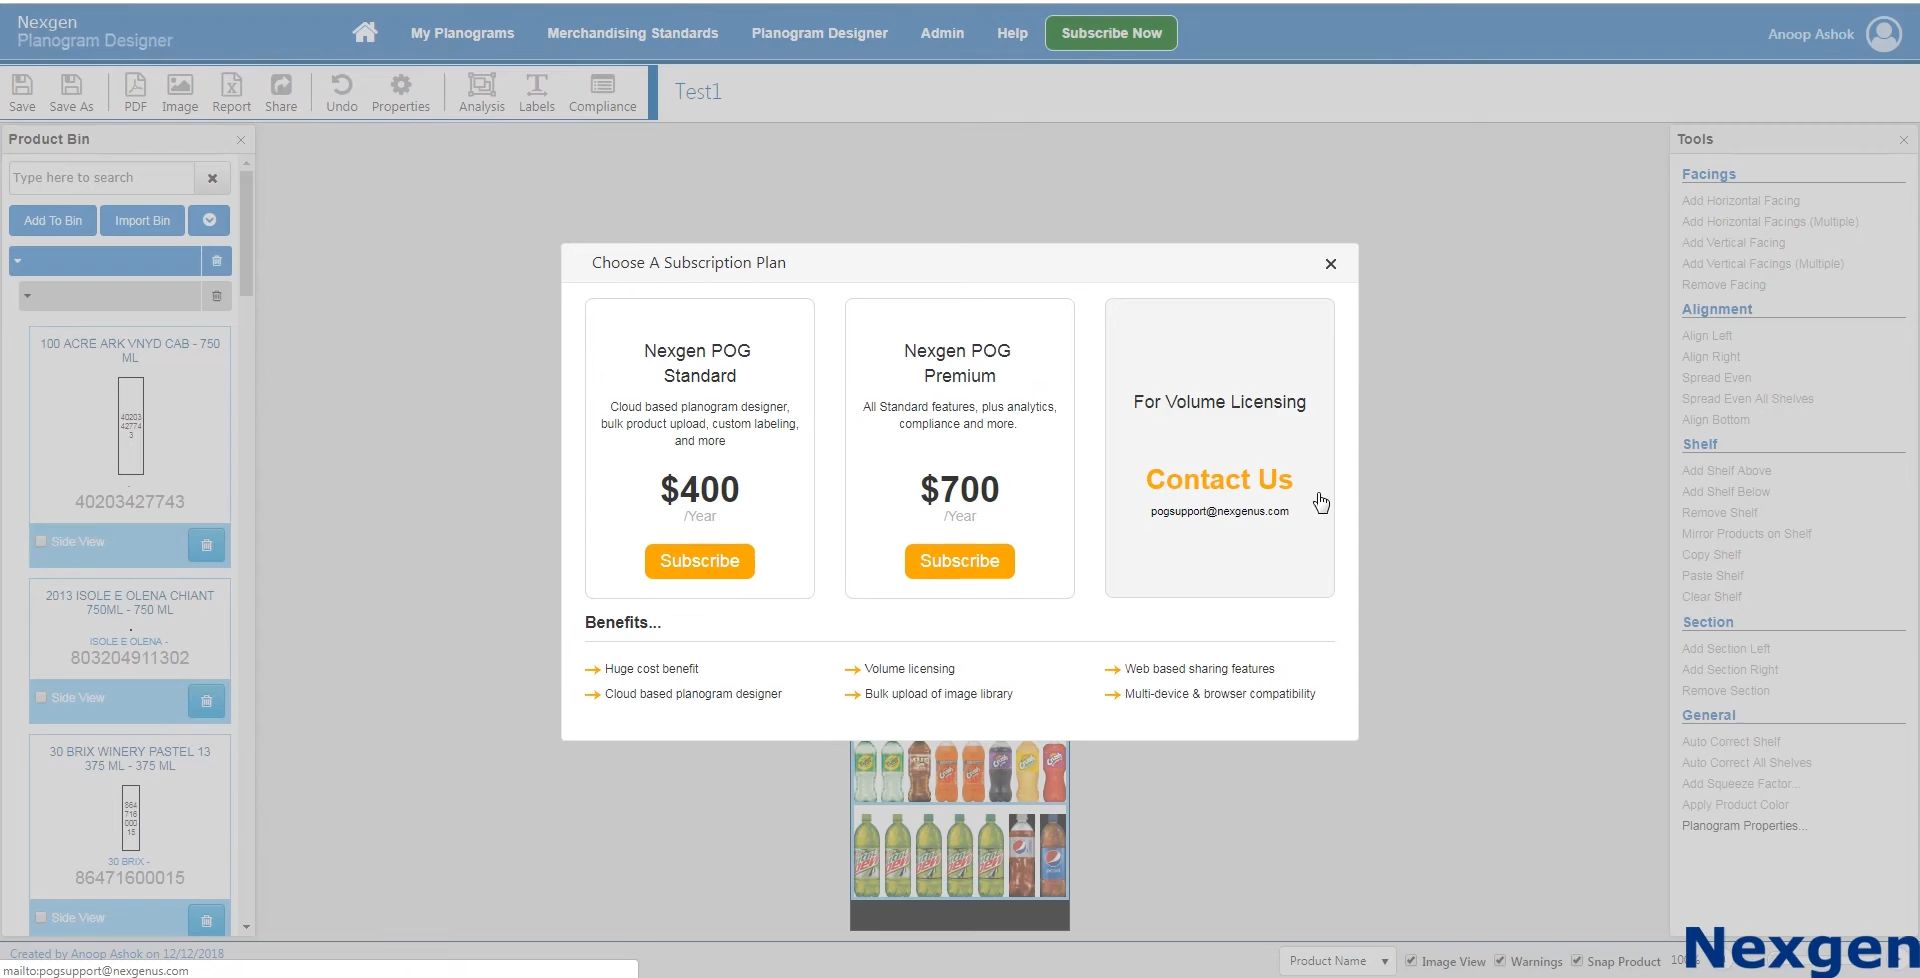 Nexgen
Planogram Designer
My Planograms
Merchandising Standards
Planogram Designer
Admin
Help
Subscribe Now
Anoop Ashok
Save
Save As
PDF
Image
Report
Share
Undo
Properties
Analysis
Labels
Compliance
Test1
Product Bin
Type here to search
Add To Bin
Import Bin
100 ACRE ARK VNYD CAB - 750
ML
40203
42774
3
40203427743
Side View
2013 ISOLE E OLENA CHIANT
750ML - 750 ML
ISOLE E OLENA -
803204911302
Side View
30 BRIX WINERY PASTEL 13
375 ML - 375 ML
864
716
000
15
30 BRIX -
86471600015
Side View
Choose A Subscription Plan
Nexgen POG
Standard
Cloud based planogram designer,
bulk product upload, custom labeling,
and more
$400
/Year
Subscribe
Nexgen POG
Premium
All Standard features, plus analytics,
compliance and more.
$700
/Year
Subscribe
For Volume Licensing
Contact Us
pogsupport@nexgenus.com
Benefits...
Huge cost benefit
Volume licensing
Web based sharing features
Cloud based planogram designer
Bulk upload of image library
Multi-device & browser compatibility
Tools
Facings
Add Horizontal Facing
Add Horizontal Facings (Multiple)
Add Vertical Facing
Add Vertical Facings (Multiple)
Remove Facing
Alignment
Align Left
Align Right
Spread Even
Spread Even All Shelves
Align Bottom
Shelf
Add Shelf Above
Add Shelf Below
Remove Shelf
Mirror Products on Shelf
Copy Shelf
Paste Shelf
Clear Shelf
Section
Add Section Left
Add Section Right
Remove Section
General
Auto Correct Shelf
Auto Correct All Shelves
Add Squeeze Factor...
Apply Product Color
Planogram Properties...
Created by Anoop Ashok on 12/12/2018
mailto:pogsupport@nexgenus.com
Product Name
Image View
Warnings
Snap Product
Nexgen